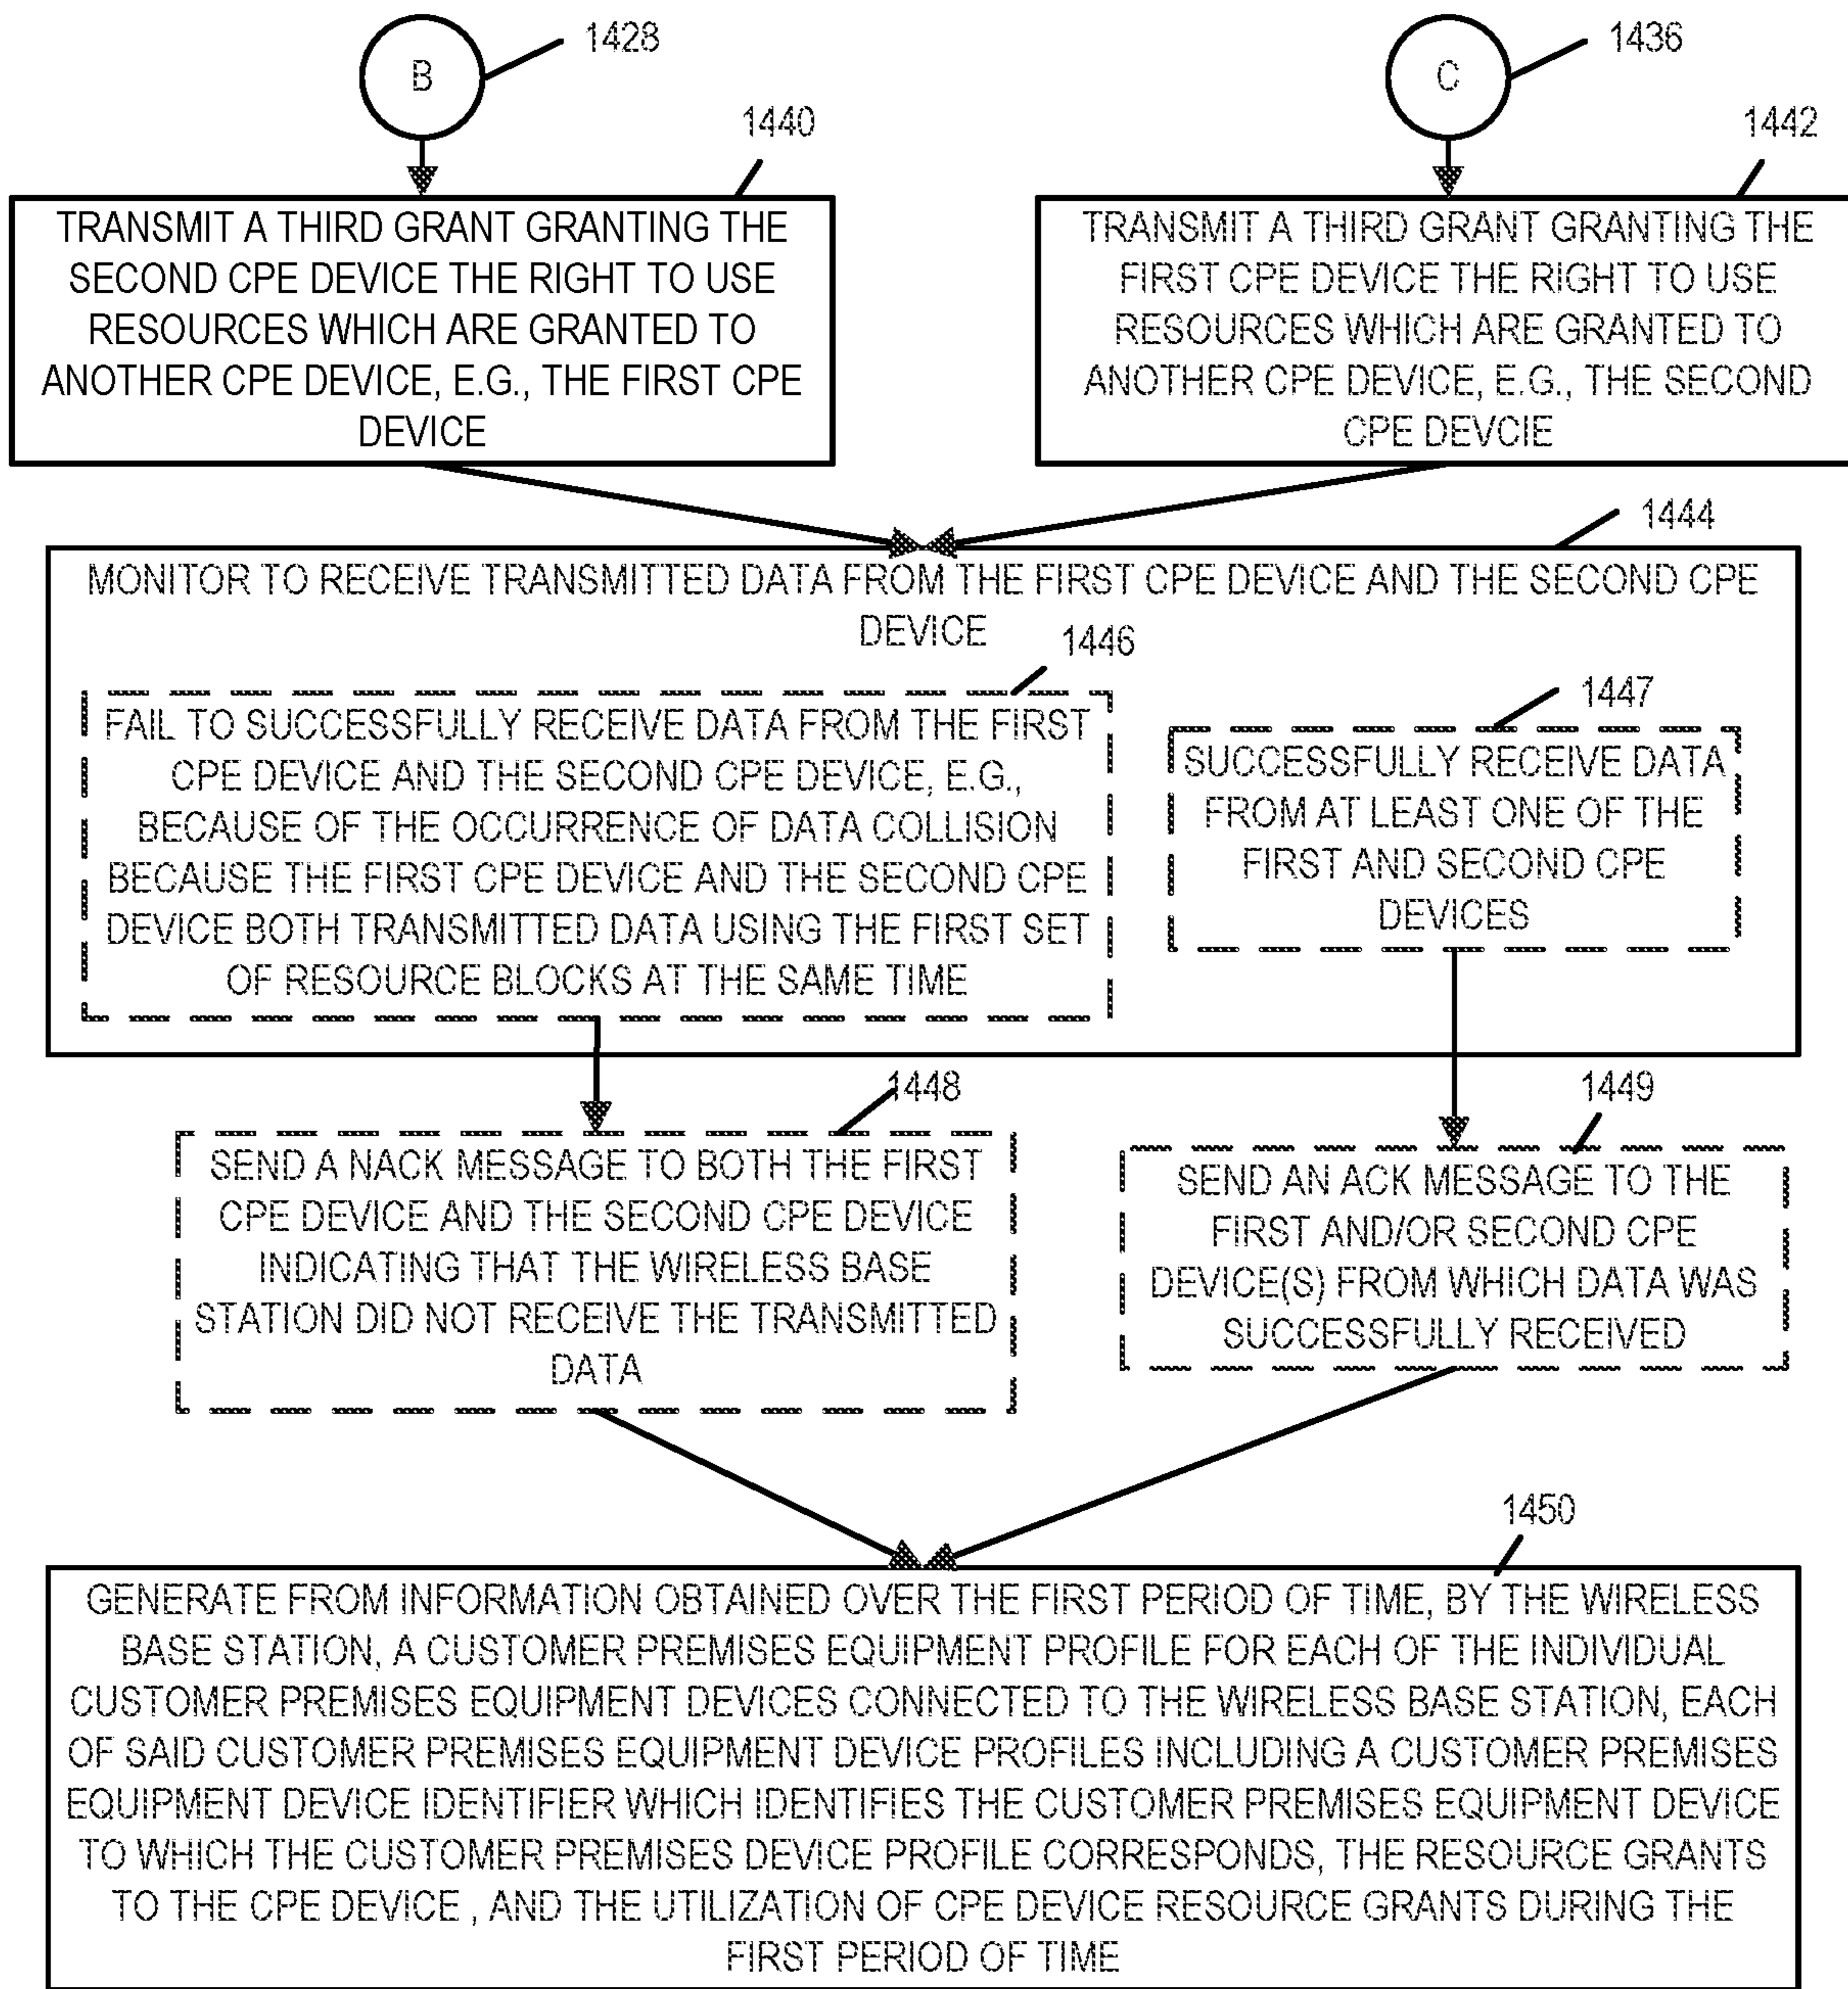 B
1428
C
1436
1440
TRANSMIT A THIRD GRANT GRANTING THE
SECOND CPE DEVICE THE RIGHT TO USE
RESOURCES WHICH ARE GRANTED TO
ANOTHER CPE DEVICE, E.G., THE FIRST CPE
DEVICE
1442
TRANSMIT A THIRD GRANT GRANTING THE
FIRST CPE DEVICE THE RIGHT TO USE
RESOURCES WHICH ARE GRANTED TO
ANOTHER CPE DEVICE, E.G., THE SECOND
CPE DEVCIE
1444
MONITOR TO RECEIVE TRANSMITTED DATA FROM THE FIRST CPE DEVICE AND THE SECOND CPE
DEVICE
1446
FAIL TO SUCCESSFULLY RECEIVE DATA FROM THE FIRST
CPE DEVICE AND THE SECOND CPE DEVICE, E.G.,
BECAUSE OF THE OCCURRENCE OF DATA COLLISION
BECAUSE THE FIRST CPE DEVICE AND THE SECOND CPE
DEVICE BOTH TRANSMITTED DATA USING THE FIRST SET
OF RESOURCE BLOCKS AT THE SAME TIME
1447
SUCCESSFULLY RECEIVE DATA
FROM AT LEAST ONE OF THE
FIRST AND SECOND CPE
DEVICES
1448
SEND A NACK MESSAGE TO BOTH THE FIRST
CPE DEVICE AND THE SECOND CPE DEVICE
INDICATING THAT THE WIRELESS BASE
STATION DID NOT RECEIVE THE TRANSMITTED
DATA
1449
SEND AN ACK MESSAGE TO THE
FIRST AND/OR SECOND CPE
DEVICE(S) FROM WHICH DATA WAS
SUCCESSFULLY RECEIVED
1450
GENERATE FROM INFORMATION OBTAINED OVER THE FIRST PERIOD OF TIME, BY THE WIRELESS
BASE STATION, A CUSTOMER PREMISES EQUIPMENT PROFILE FOR EACH OF THE INDIVIDUAL
CUSTOMER PREMISES EQUIPMENT DEVICES CONNECTED TO THE WIRELESS BASE STATION, EACH
OF SAID CUSTOMER PREMISES EQUIPMENT DEVICE PROFILES INCLUDING A CUSTOMER PREMISES
EQUIPMENT DEVICE IDENTIFIER WHICH IDENTIFIES THE CUSTOMER PREMISES EQUIPMENT DEVICE
TO WHICH THE CUSTOMER PREMISES DEVICE PROFILE CORRESPONDS, THE RESOURCE GRANTS
TO THE CPE DEVICE , AND THE UTILIZATION OF CPE DEVICE RESOURCE GRANTS DURING THE
FIRST PERIOD OF TIME